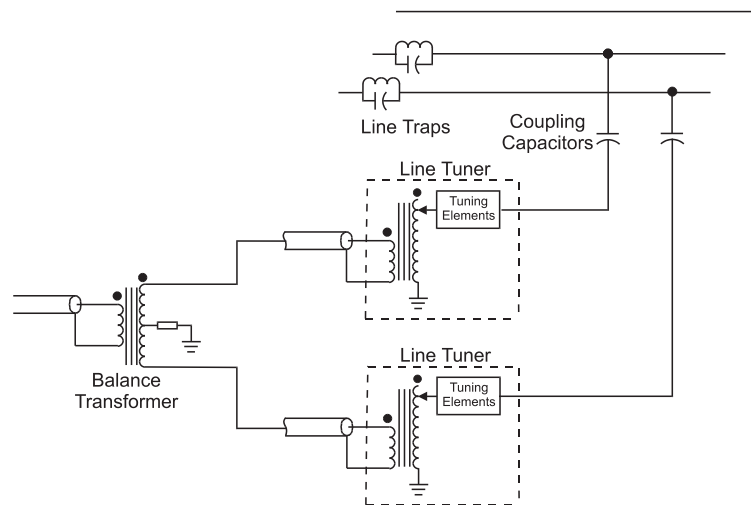 Line Traps
Coupling
Capacitors
Line Tuner
Tuning
Elements
Balance
Transformer
Line Tuner
Tuning
Elements